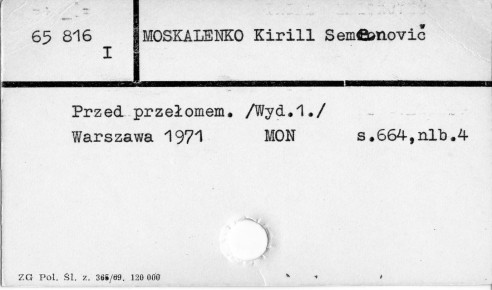 65 816 MOSKALENKO Kirill Semenovič
I
Przed przełomem. /Wyd.1./
Warszawa 1971 MON s.664,nlb.4
ZG Pol. Śl. z. 365/69, 120 000